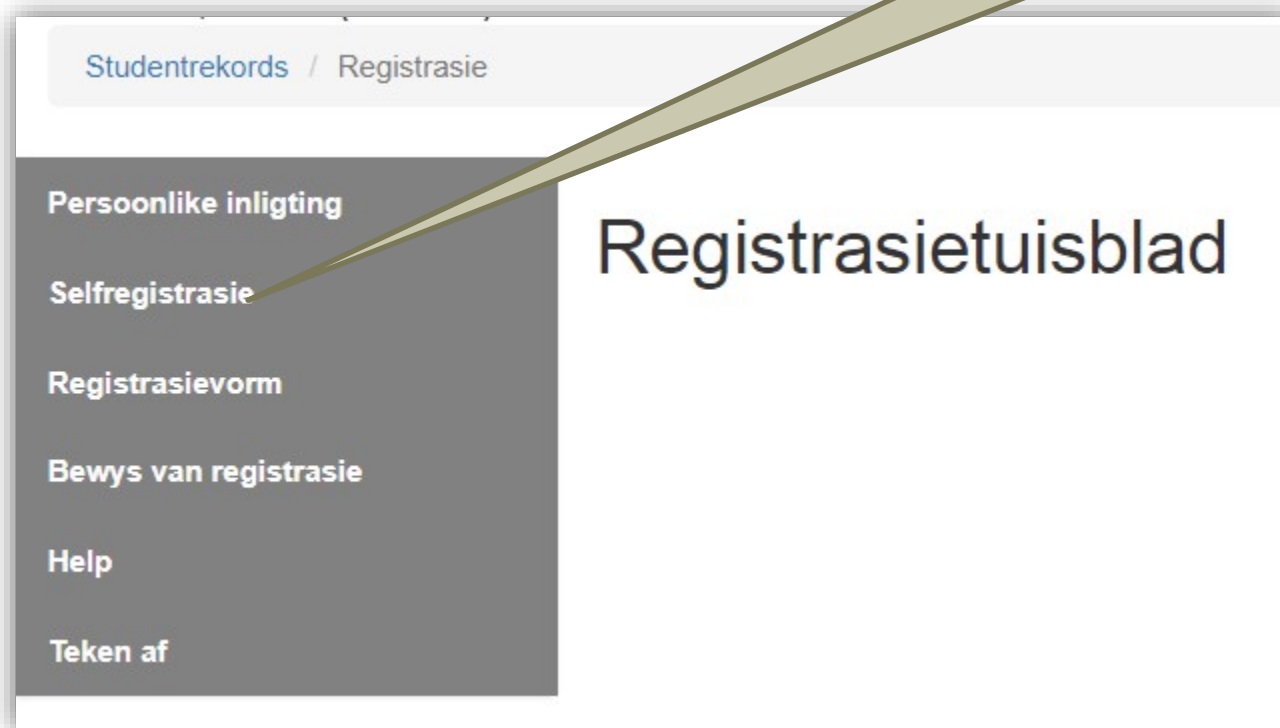 Studentrekords / Registrasie
Persoonlike inligting
Selfregistrasie
Registrasievorm
Bewys van registrasie
Help
Teken af
Registrasietuisblad